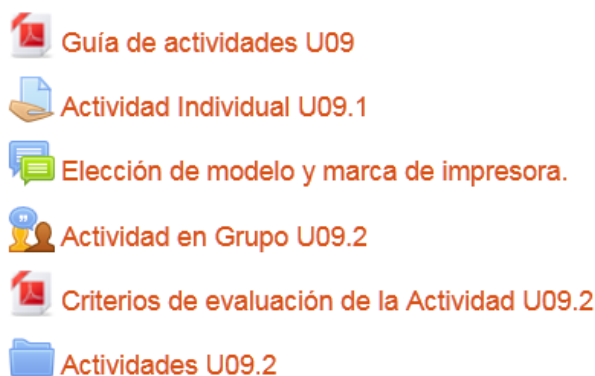 Guía de actividades U09
Actividad Individual U09.1
Elección de modelo y marca de impresora.
Actividad en Grupo U09.2
Criterios de evaluación de la Actividad U09.2
Actividades U09.2